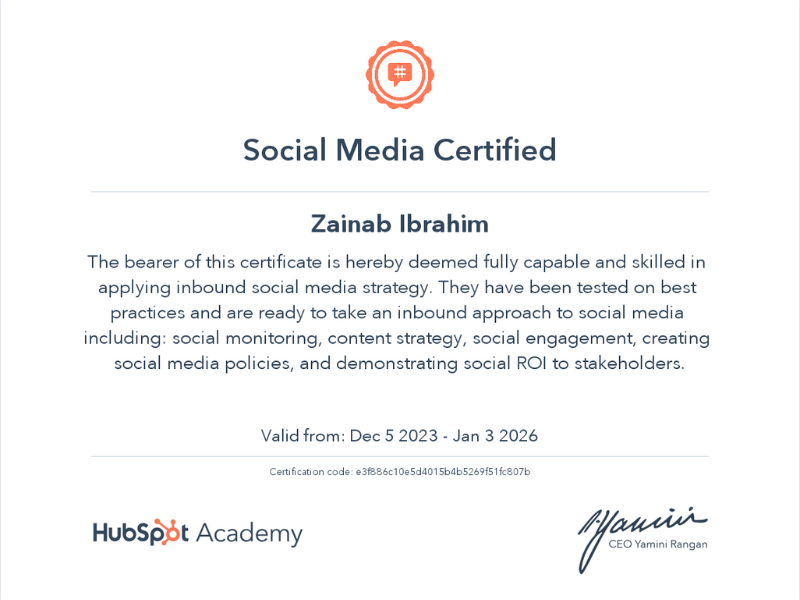 #
Social Media Certified
Zainab Ibrahim
The bearer of this certificate is hereby deemed fully capable and skilled in
applying inbound social media strategy. They have been tested on best
practices and are ready to take an inbound approach to social media
including: social monitoring, content strategy, social engagement, creating
social media policies, and demonstrating social ROI to stakeholders.
Valid from: Dec 5 2023 - Jan 3 2026
Certification code: e3f886c10e5d4015b4b5269f51fc807b
HubSpot Academy
Yamini
CEO Yamini Rangan